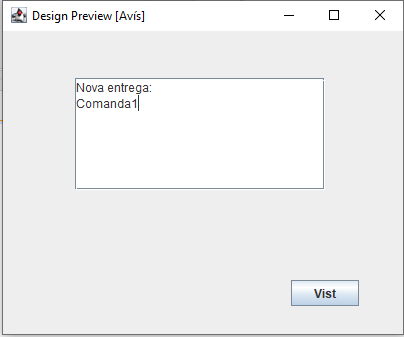 Design Preview [Avís]
Nova entrega:
Comanda1
Vist